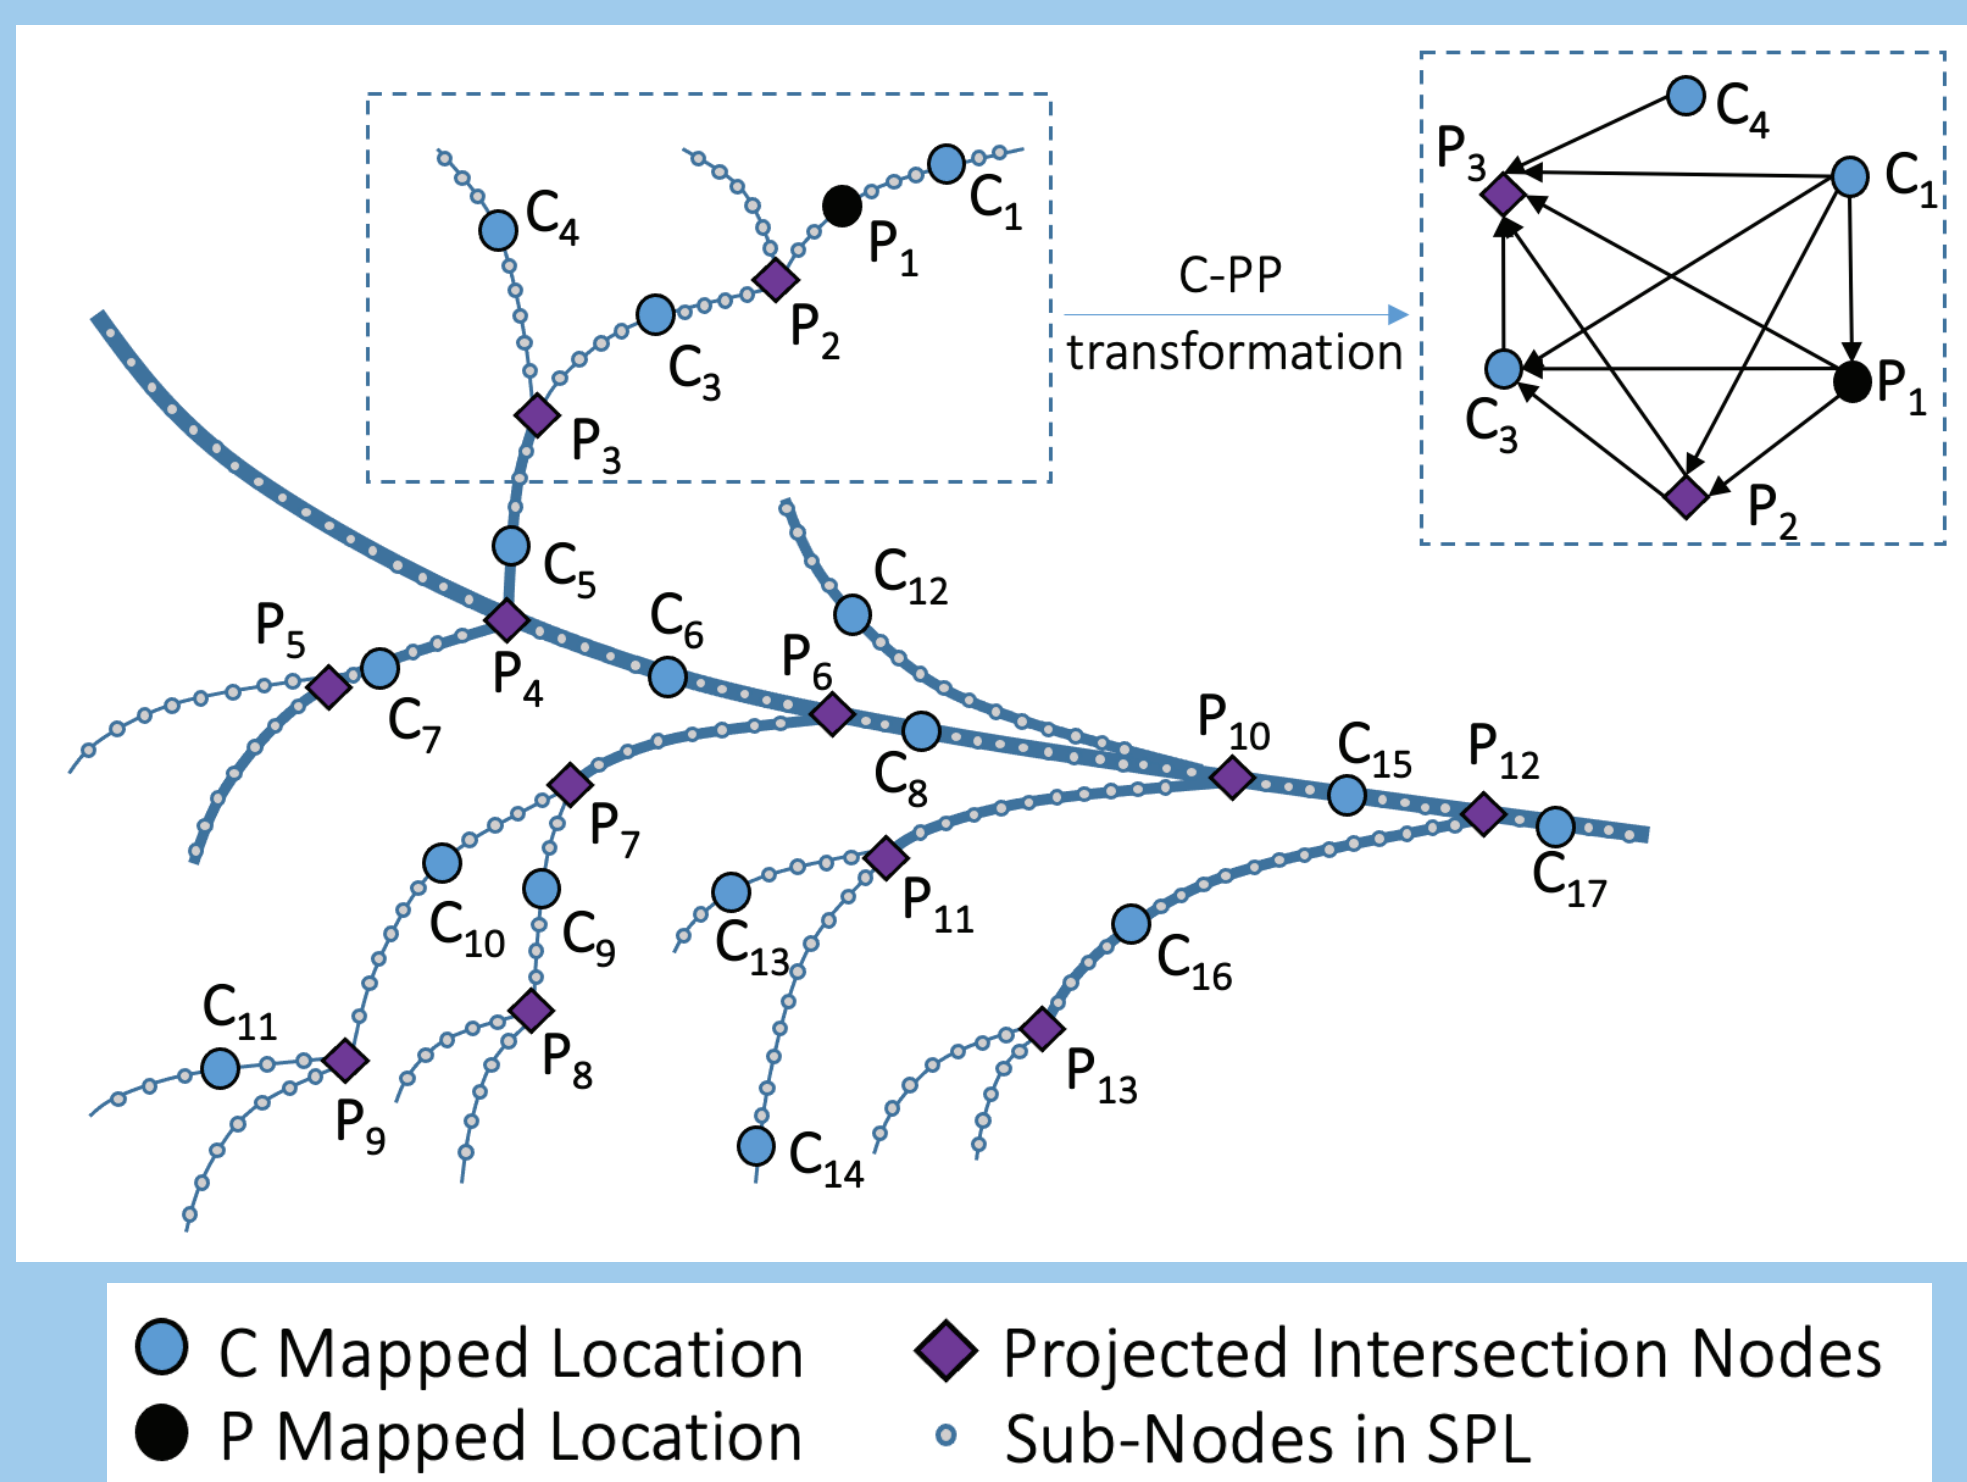 C₄
P₃
C₁
C₄
C₁
P₁
C-PP
P₂
transformation
C₃
P₁
C₃
P₃
P₂
C₅
C₁₂
P₅
C₆
P₄
P₆
C₇
P₁₀
C₁₅
P₁₂
C₈
P₇
C₁₇
P₁₁
C₁₀
C₉
C₁₃
C₁₆
C₁₁
P₈
P₁₃
P₉
C₁₄
C Mapped Location
Projected Intersection Nodes
P Mapped Location
Sub-Nodes in SPL